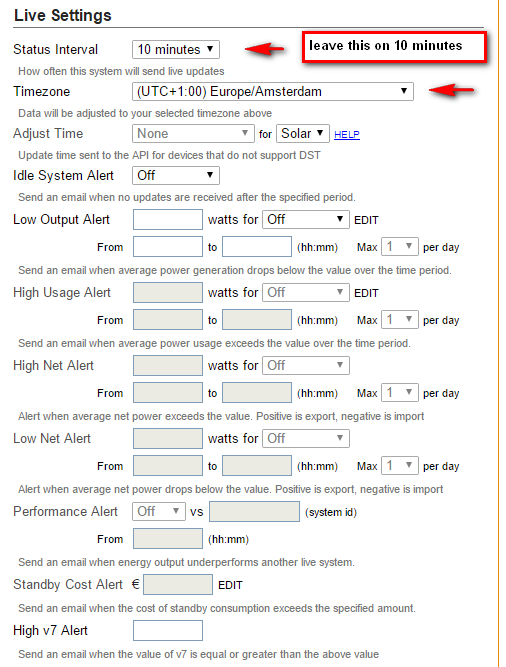 Live Settings
Status Interval 10 minutes
leave this on 10 minutes
How often this system will send live updates
Timezone (UTC+1:00) Europe/Amsterdam
Data will be adjusted to your selected timezone above
Adjust Time None for Solar HELP
Update time sent to the API for devices that do not support DST
Idle System Alert Off
Send an email when no updates are received after the specified period.
Low Output Alert watts for Off EDIT
From to (hh:mm) Max 1 per day
Send an email when average power generation drops below the value over the time period.
High Usage Alert watts for Off EDIT
From to (hh:mm) Max 1 per day
Send an email when average power usage exceeds the value over the time period.
High Net Alert watts for Off
From to (hh:mm) Max 1 per day
Alert when average net power exceeds the value. Positive is export, negative is import
Low Net Alert watts for Off
From to (hh:mm) Max 1 per day
Alert when average net power drops below the value. Positive is export, negative is import
Performance Alert Off vs (system id)
From (hh:mm)
Send an email when energy output underperforms another live system.
Standby Cost Alert € EDIT
Send an email when the cost of standby consumption exceeds the specified amount.
High v7 Alert
Send an email when the value of v7 is equal or greater than the above value